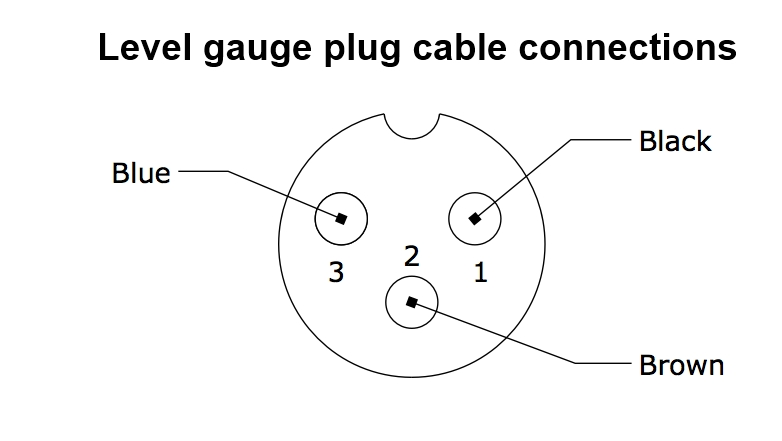 Level gauge plug cable connections
Black
Blue
2
3
1
Brown